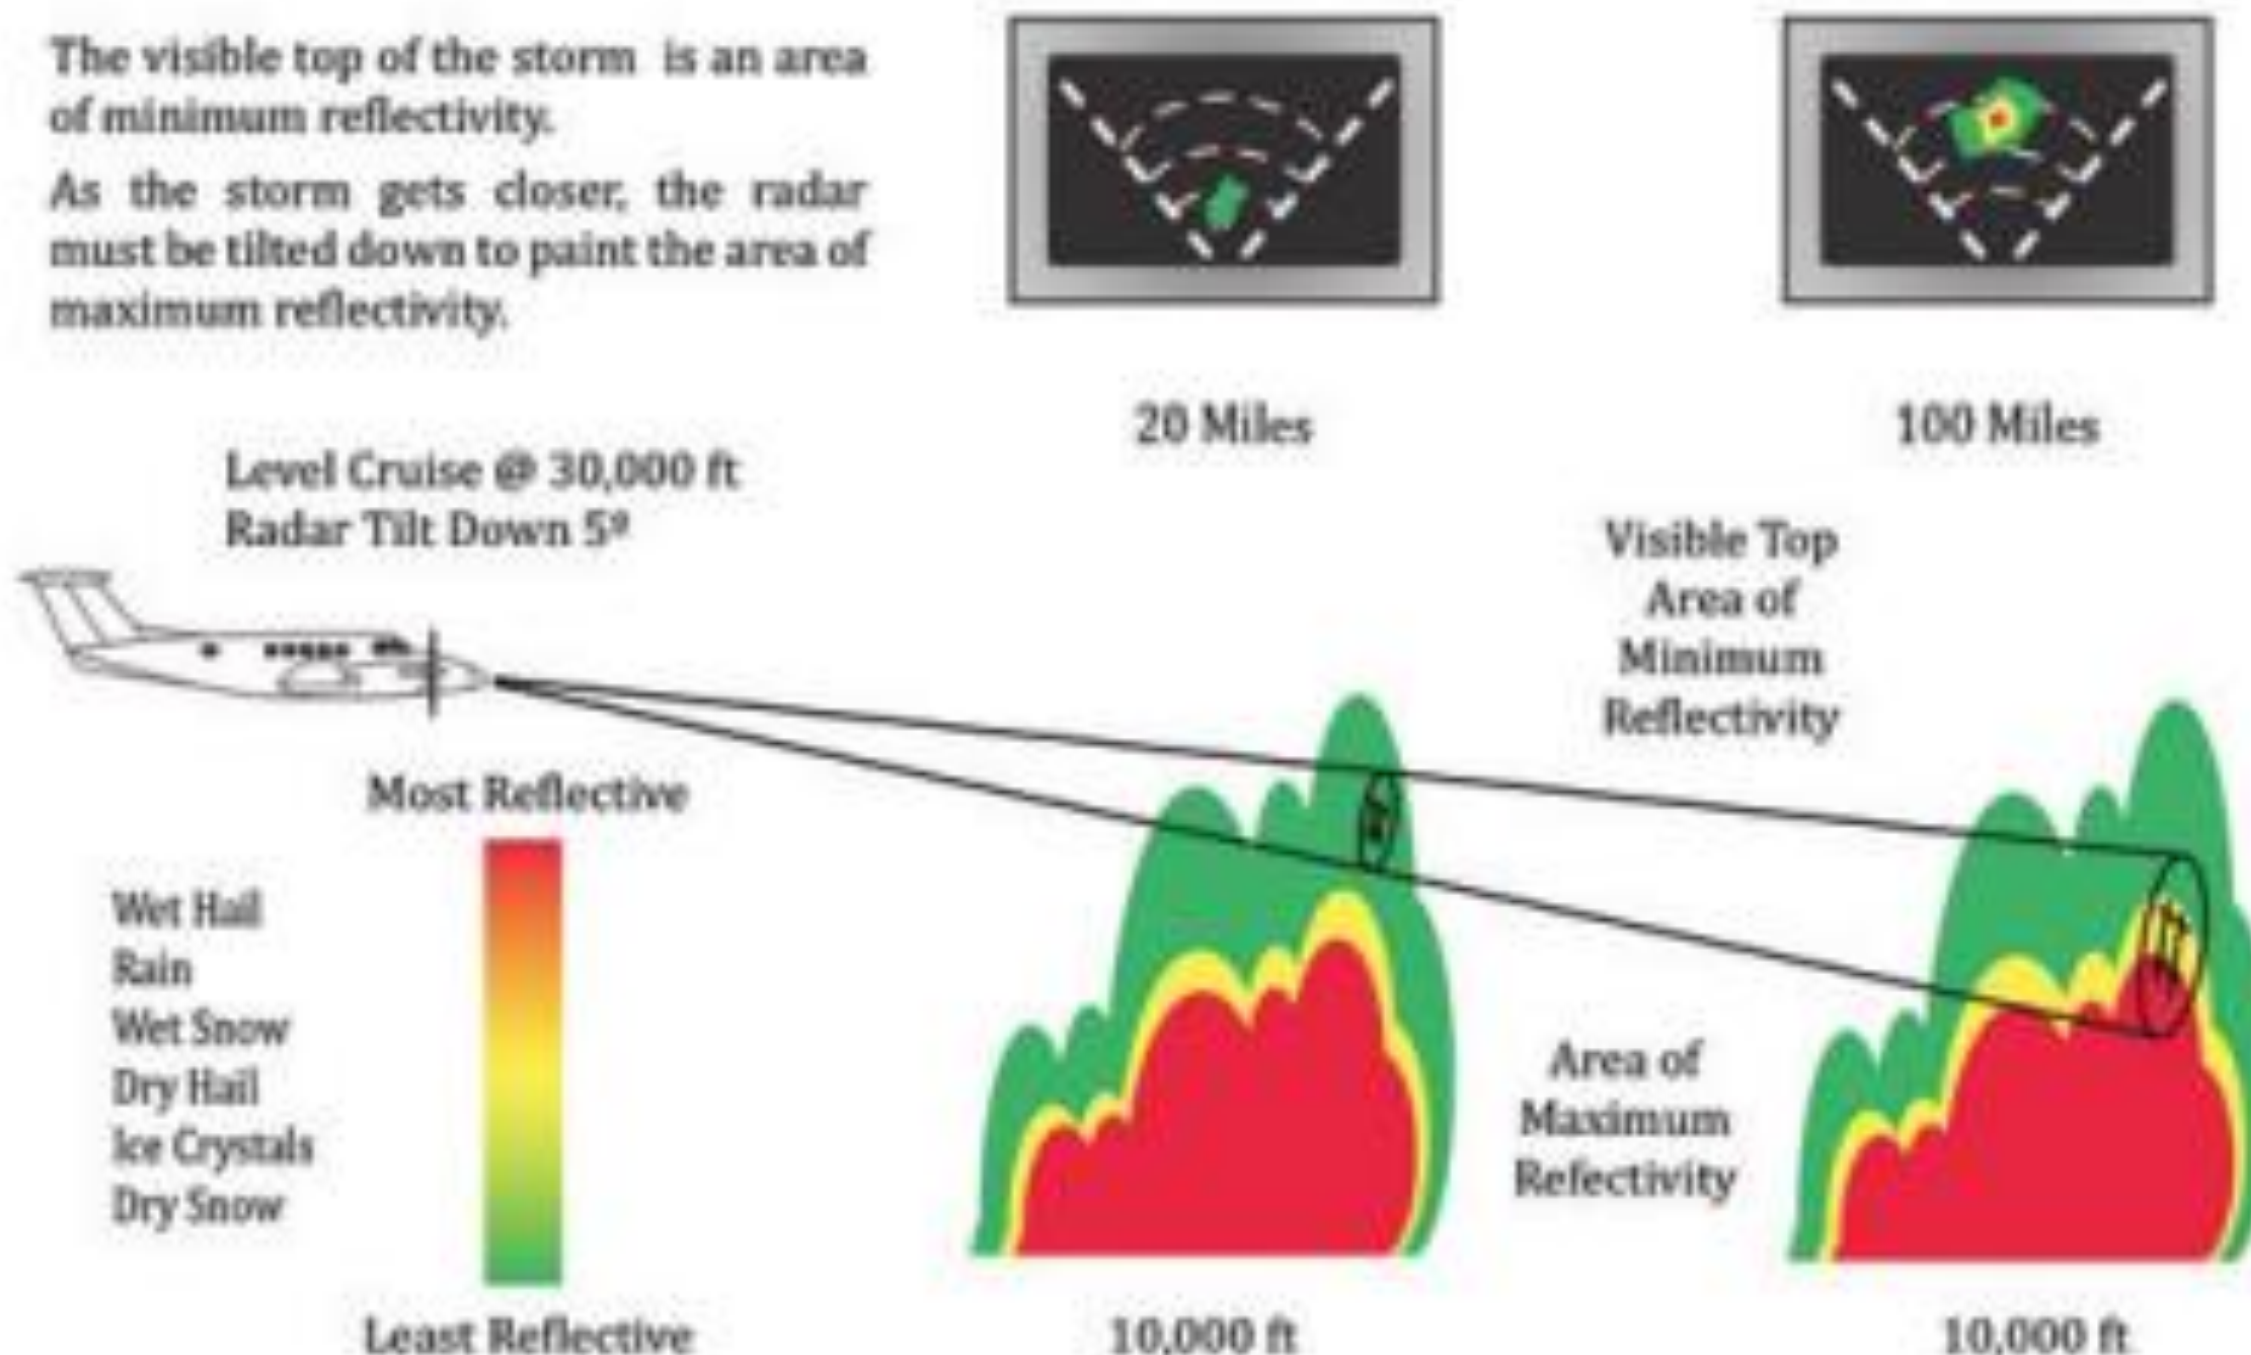 The visible top of the storm is an area
of minimum reflectivity.
As the storm gets closer, the radar
must be tilted down to paint the area of
maximum reflectivity.
20 Miles
100 Miles
Level Cruise @ 30,000 ft
Radar Tilt Down 5º
Visible Top
Area of
Minimum
Reflectivity
Most Reflective
Wet Hail
Rain
Wet Snow
Dry Hail
Ice Crystals
Dry Snow
Least Reflective
Area of
Maximum
Refectivity
10,000 ft
10,000 ft